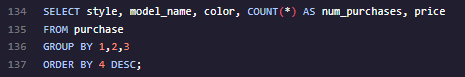 134 SELECT style, model_name, color, COUNT(*) AS num_purchases, price
135 FROM purchase
136 GROUP BY 1,2,3
137 ORDER BY 4 DESC;